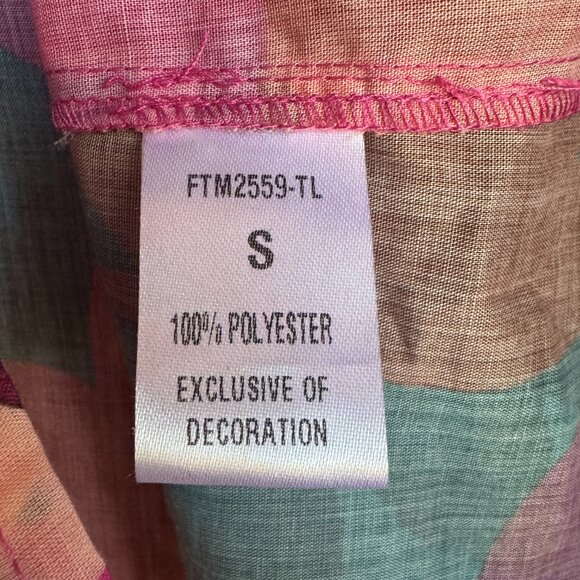 FTM2559-TL
S
100% POLYESTER
EXCLUSIVE OF
DECORATION